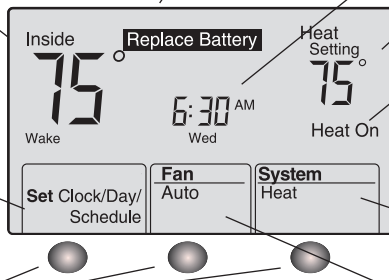 Inside
Replace Battery
Heat
Setting
75°
6:30 AM
75°
Wake
Wed
Heat On
Set Clock/Day/
Schedule
Fan
Auto
System
Heat